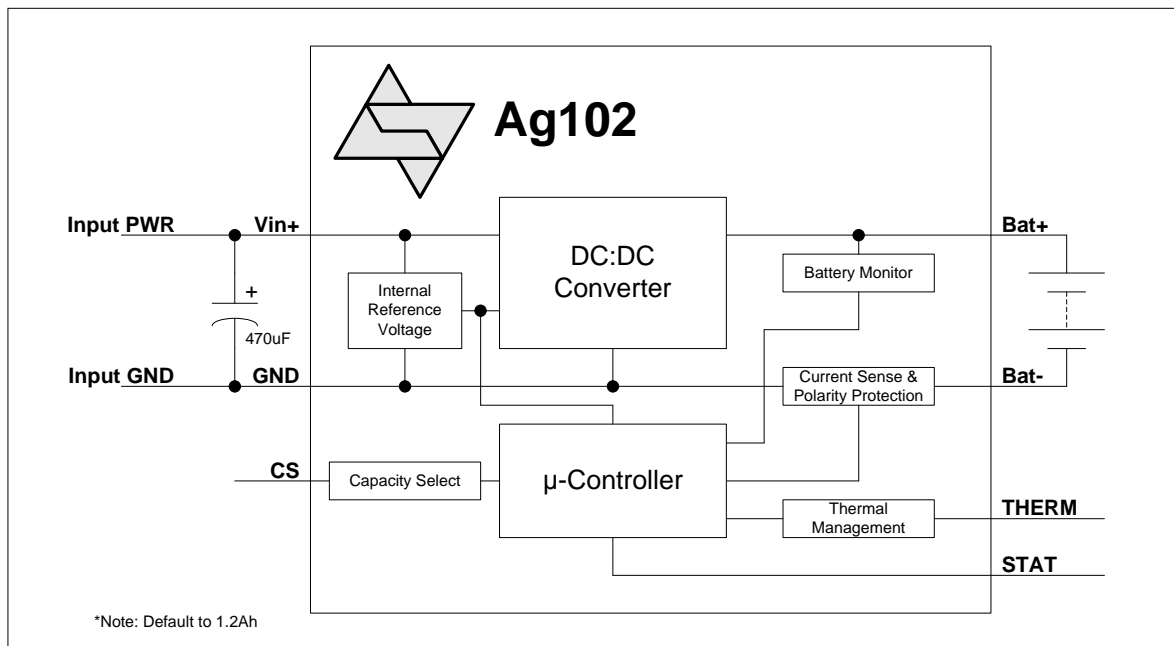 Ag102
Input PWR
Vin+
DC:DC
Converter
Bat+
Battery Monitor
Internal
Reference
Voltage
+
470uF
Input GND
GND
Current Sense &
Polarity Protection
Bat-
CS
Capacity Select
µ-Controller
Thermal
Management
THERM
STAT
*Note: Default to 1.2Ah